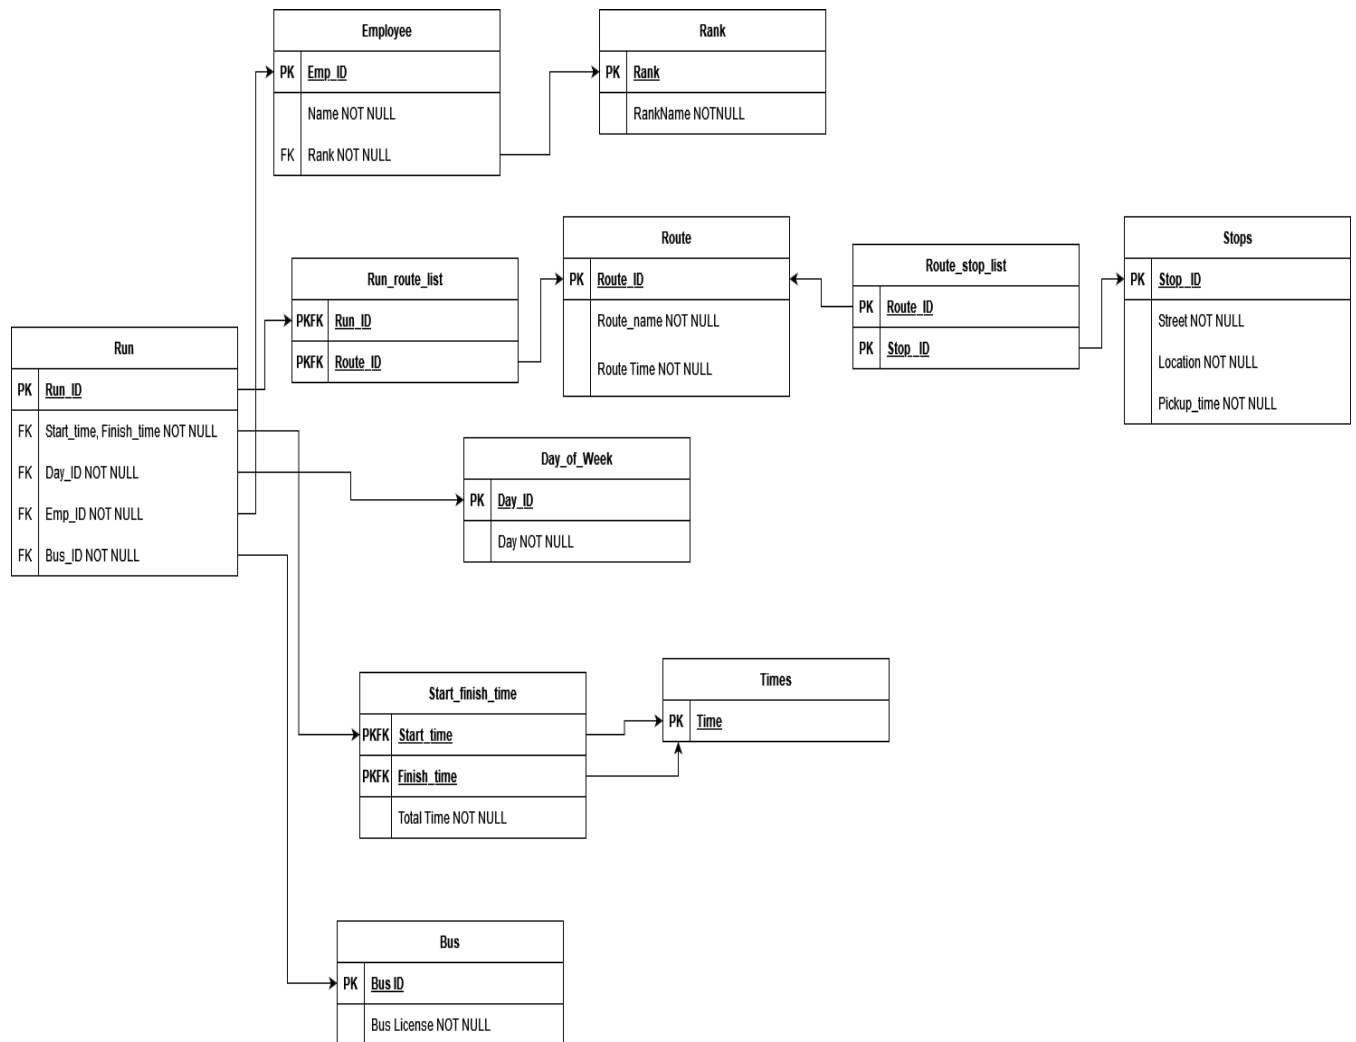 Employee
PK Emp_ID
Name NOT NULL
FK Rank NOT NULL
Rank
PK Rank
RankName NOTNULL
Route
PK Route_ID
Route_name NOT NULL
Route Time NOT NULL
Stops
PK Stop_ID
Street NOT NULL
Location NOT NULL
Pickup_time NOT NULL
Route_stop_list
PK Route_ID
PK Stop_ID
Run_route_list
PKFK Run_ID
PKFK Route_ID
Run
PK Run_ID
FK Start_time, Finish_time NOT NULL
FK Day_ID NOT NULL
FK Emp_ID NOT NULL
FK Bus_ID NOT NULL
Day_of_Week
PK Day_ID
Day NOT NULL
Start_finish_time
PKFK Start_time
PKFK Finish_time
Total Time NOT NULL
Times
PK Time
Bus
PK Bus ID
Bus License NOT NULL